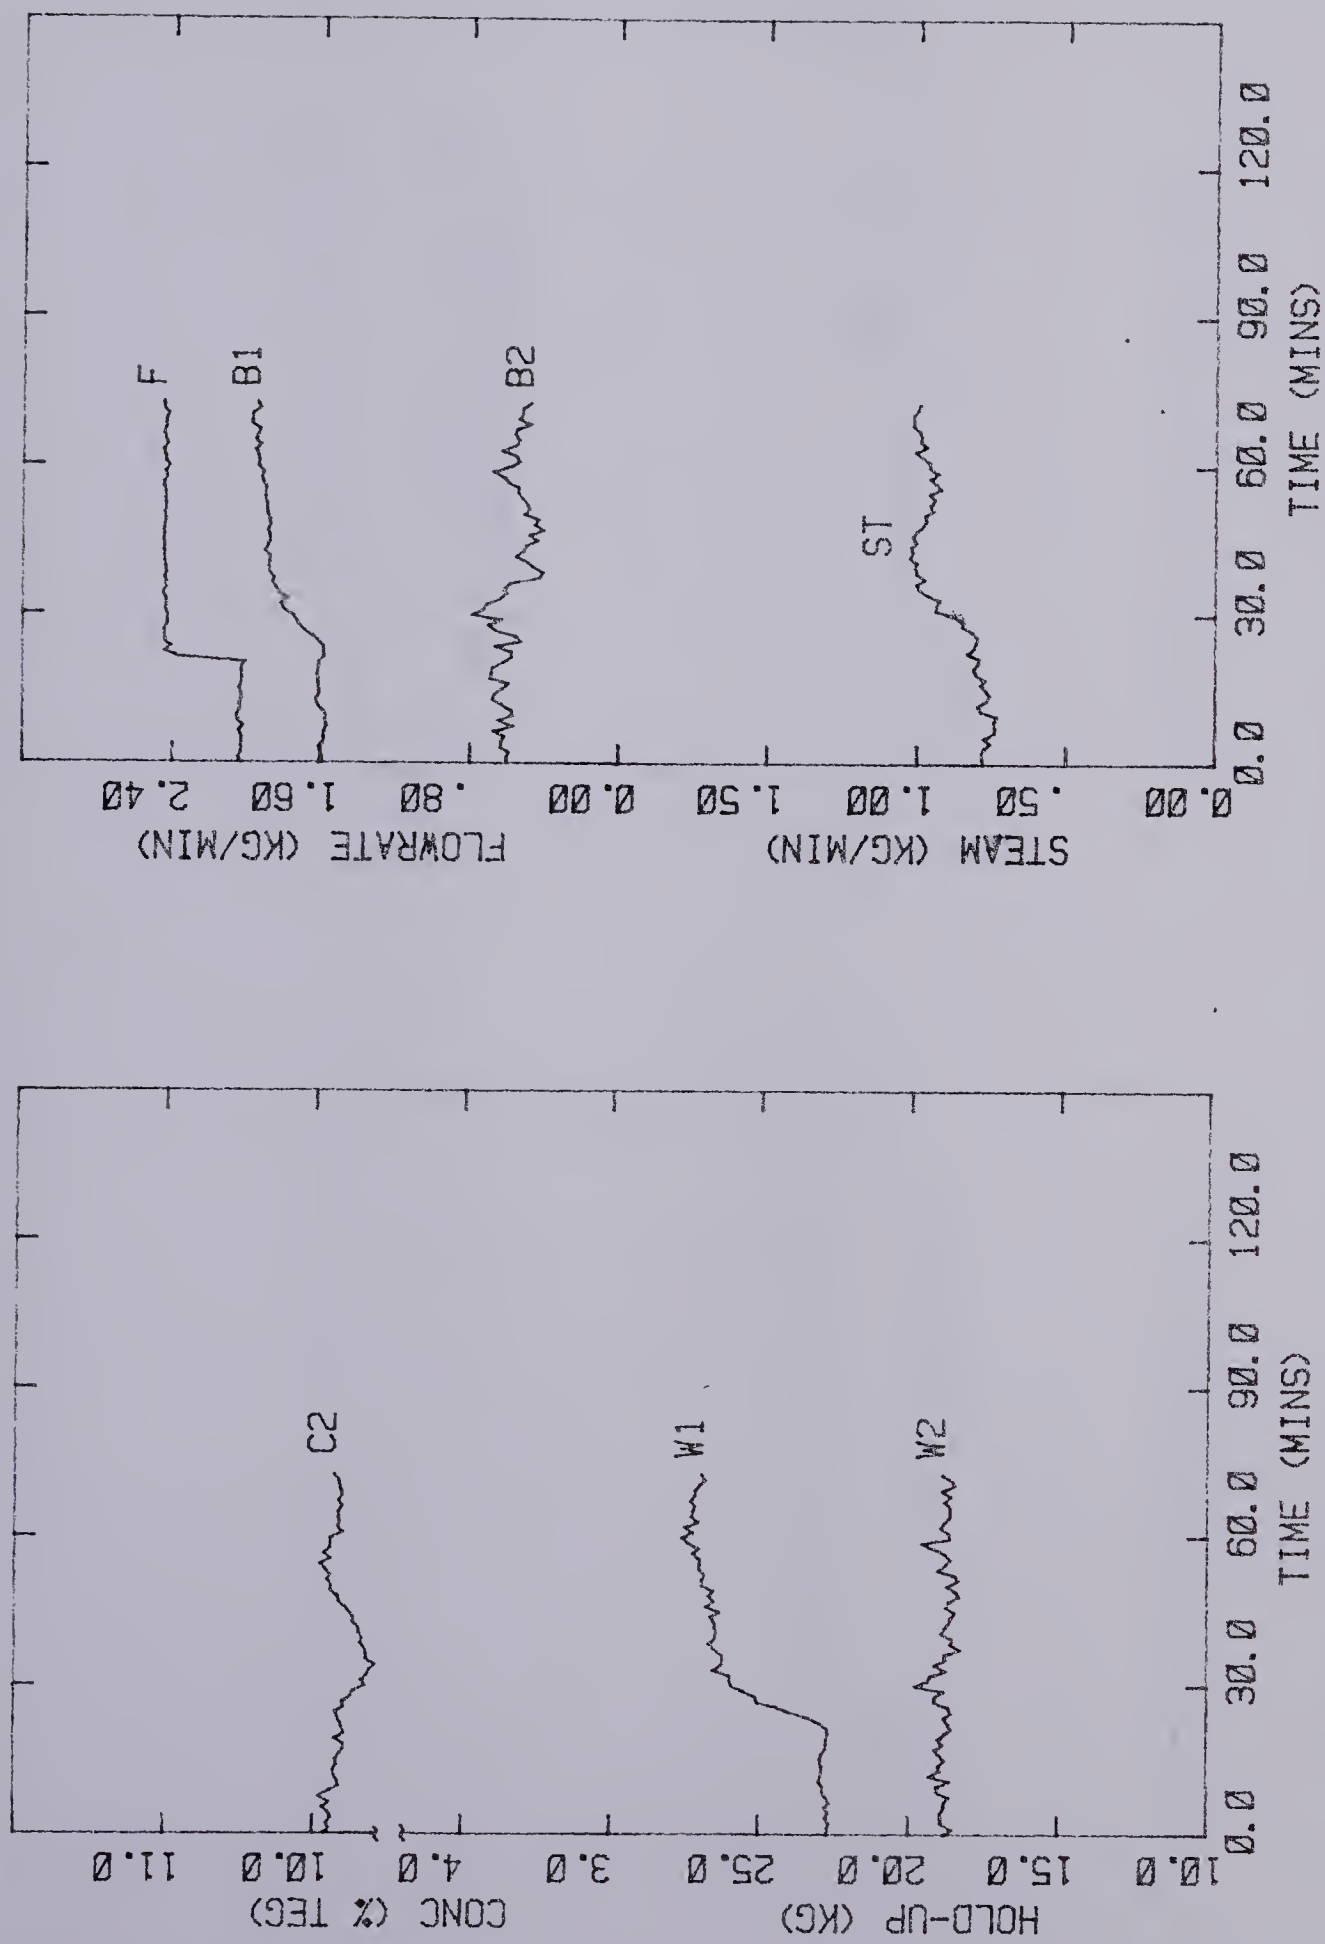 CONC (% TEG)
11.0
10.0
4.0
3.0
HOLD-UP (KG)
25.0
20.0
15.0
10.0
C2
W1
W2
0.0 30.0 60.0 90.0 120.0
TIME (MINS)
FLOWRATE (KG/MIN)
2.40
1.60
.80
0.00
STEAM (KG/MIN)
1.50
1.00
.50
0.00
F
B1
B2
ST
0.0 30.0 60.0 90.0 120.0
TIME (MINS)